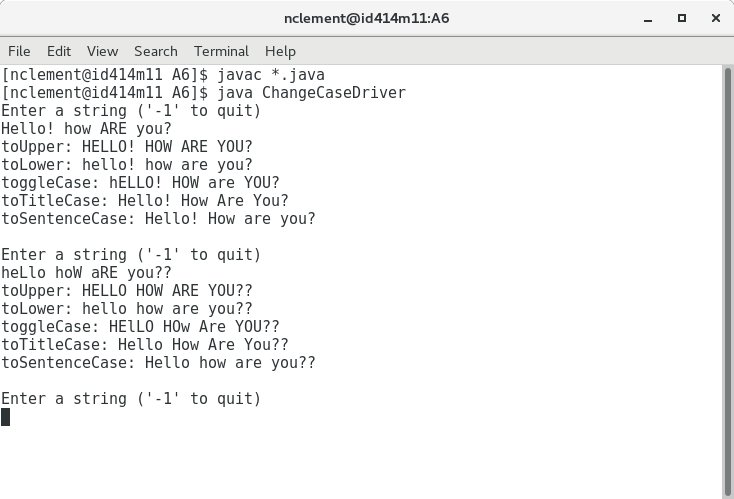 nclement@id414m11:A6
File Edit View Search Terminal Help
[nclement@id414m11 A6]$ javac *.java
[nclement@id414m11 A6]$ java ChangeCaseDriver
Enter a string ('-1' to quit)
Hello! how ARE you?
toUpper: HELLO! HOW ARE YOU?
toLower: hello! how are you?
toggleCase: hELLO! HOW are YOU?
toTitleCase: Hello! How Are You?
toSentenceCase: Hello! How are you?
Enter a string ('-1' to quit)
heLlo hoW aRE you??
toUpper: HELLO HOW ARE YOU??
toLower: hello how are you??
toggleCase: HElLO HOw Are YOU??
toTitleCase: Hello How Are You??
toSentenceCase: Hello how are you??
Enter a string ('-1' to quit)